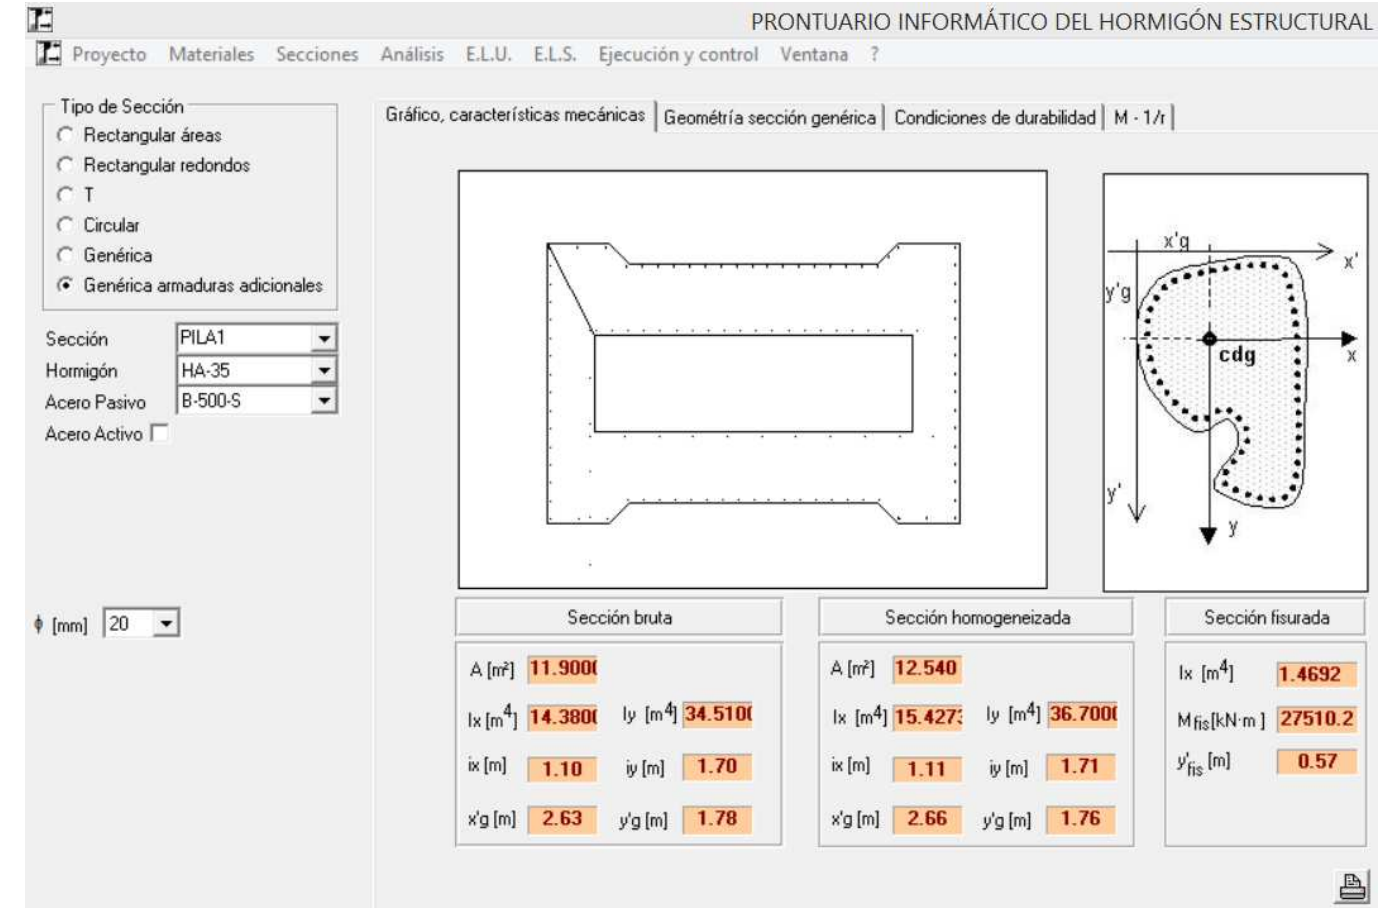 PRONTUARIO INFORMÁTICO DEL HORMIGÓN ESTRUCTURAL
Proyecto Materiales Secciones Análisis E.L.U. E.L.S. Ejecución y control Ventana ?
Tipo de Sección
Rectangular áreas
Rectangular redondos
T
Circular
Genérica
Genérica armaduras adicionales
Sección PILA1
Hormigón HA-35
Acero Pasivo B-500-S
Acero Activo
ϕ [mm] 20
Gráfico, características mecánicas Geométría sección genérica Condiciones de durabilidad M - 1/r
x'g
x'
y'g
cdg
x
y'
y
Sección bruta
A [m²] 11.9000
Ix [m4] 14.3800 Iy [m4] 34.5100
ix [m] 1.10 iy [m] 1.70
x'g [m] 2.63 y'g [m] 1.78
Sección homogeneizada
A [m²] 12.540
Ix [m4] 15.4273 Iy [m4] 36.7000
ix [m] 1.11 iy [m] 1.71
x'g [m] 2.66 y'g [m] 1.76
Sección fisurada
Ix [m4] 1.4692
Mfis[kN·m ] 27510.2
y'fis [m] 0.57